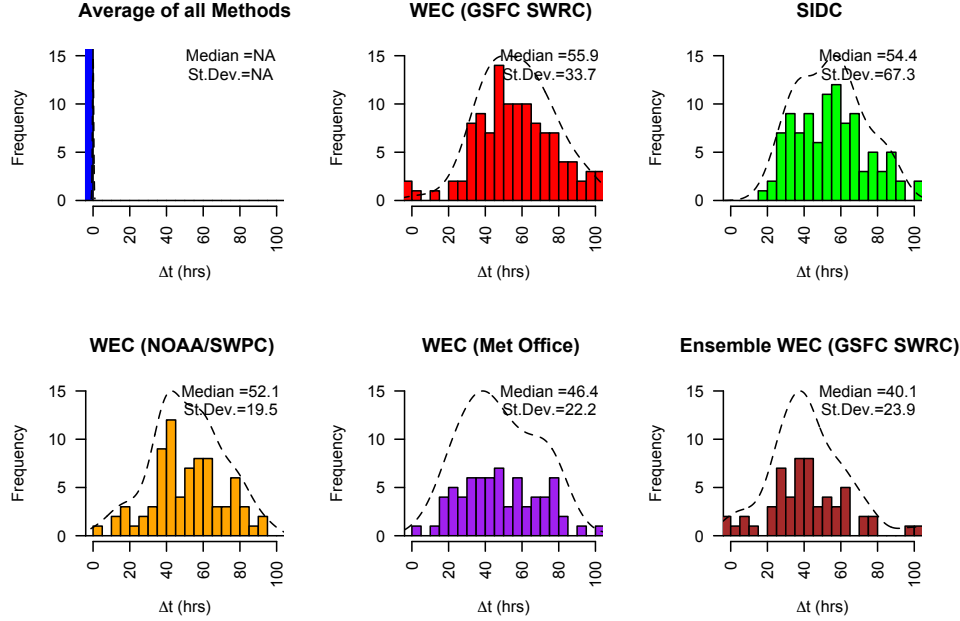 Average of all Methods
Median =NA
St.Dev.=NA
15
10
5
0
Frequency
0 20 40 60 80 100
Δt (hrs)
WEC (GSFC SWRC)
Median =55.9
St.Dev.=33.7
15
10
5
0
Frequency
0 20 40 60 80 100
Δt (hrs)
SIDC
Median =54.4
St.Dev.=67.3
15
10
5
0
Frequency
0 20 40 60 80 100
Δt (hrs)
WEC (NOAA/SWPC)
Median =52.1
St.Dev.=19.5
15
10
5
0
Frequency
0 20 40 60 80 100
Δt (hrs)
WEC (Met Office)
Median =46.4
St.Dev.=22.2
15
10
5
0
Frequency
0 20 40 60 80 100
Δt (hrs)
Ensemble WEC (GSFC SWRC)
Median =40.1
St.Dev.=23.9
15
10
5
0
Frequency
0 20 40 60 80 100
Δt (hrs)